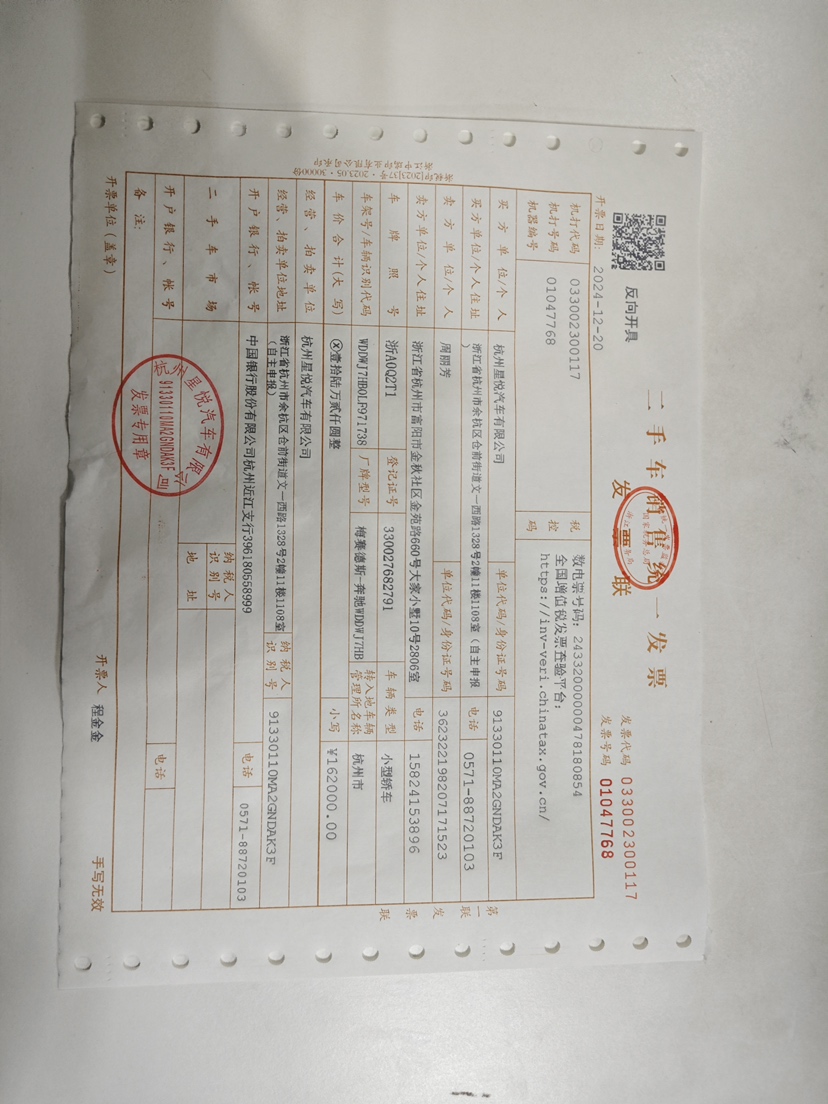 二手车销售统一发票
发票联
反向开具
发票代码 033002300117
发票号码 01047768
开票日期: 2024-12-20
机打代码 033002300117
机打号码 01047768
机器编号
税控码
数电票号码: 24332000000478180854
全国增值税发票查验平台:
https://inv-veri.chinatax.gov.cn/
买方单位/个人 杭州星悦汽车有限公司 单位代码/身份证号码 91330110MA2GNDAK3F
买方单位/个人住址 浙江省杭州市余杭区仓前街道文一西路1328号2幢11楼1108室(自主申报) 电话 0571-88720103
卖方单位/个人 周丽芳 单位代码/身份证号码 362322198207171523
卖方单位/个人住址 浙江省杭州市富阳市金秋社区金苑路660号大家小墅10号2806室 电话 15824153896
车牌照号 浙A0Q2T1 登记证号 330027682791 车辆类型 小型轿车
车架号/车辆识别代码 WDDWJ7HB0LF971738 厂牌型号 梅赛德斯-奔驰WDDWJ7HB 转入地车辆管理所名称 杭州市
车价合计(大写) ⓧ壹拾陆万贰仟圆整 小写 ¥162000.00
经营、拍卖单位 杭州星悦汽车有限公司
经营、拍卖单位地址 浙江省杭州市余杭区仓前街道文一西路1328号2幢11楼1108室(自主申报) 纳税人识别号 91330110MA2GNDAK3F
开户银行、帐号 中国银行股份有限公司杭州近江支行396180558999 电话 0571-88720103
二手车市场 纳税人识别号
地址
开户银行、帐号 电话
备注:
开票单位(盖章) 开票人 程金金 手写无效
第一联 发票联
杭州星悦汽车有限公司
91330110MA2GNDAK3F
发票专用章